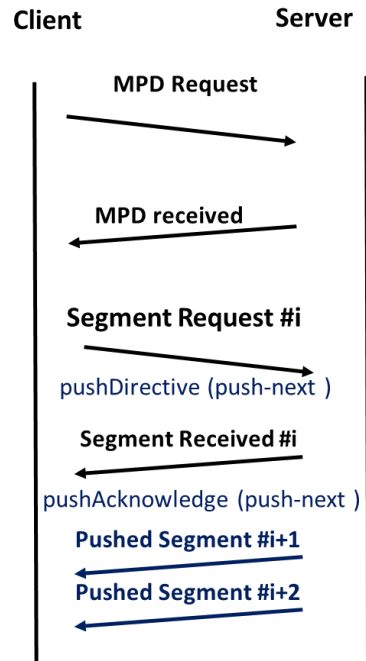 Client
Server
MPD Request
MPD received
Segment Request #i
pushDirective (push-next )
Segment Received #i
pushAcknowledge (push-next )
Pushed Segment #i+1
Pushed Segment #i+2